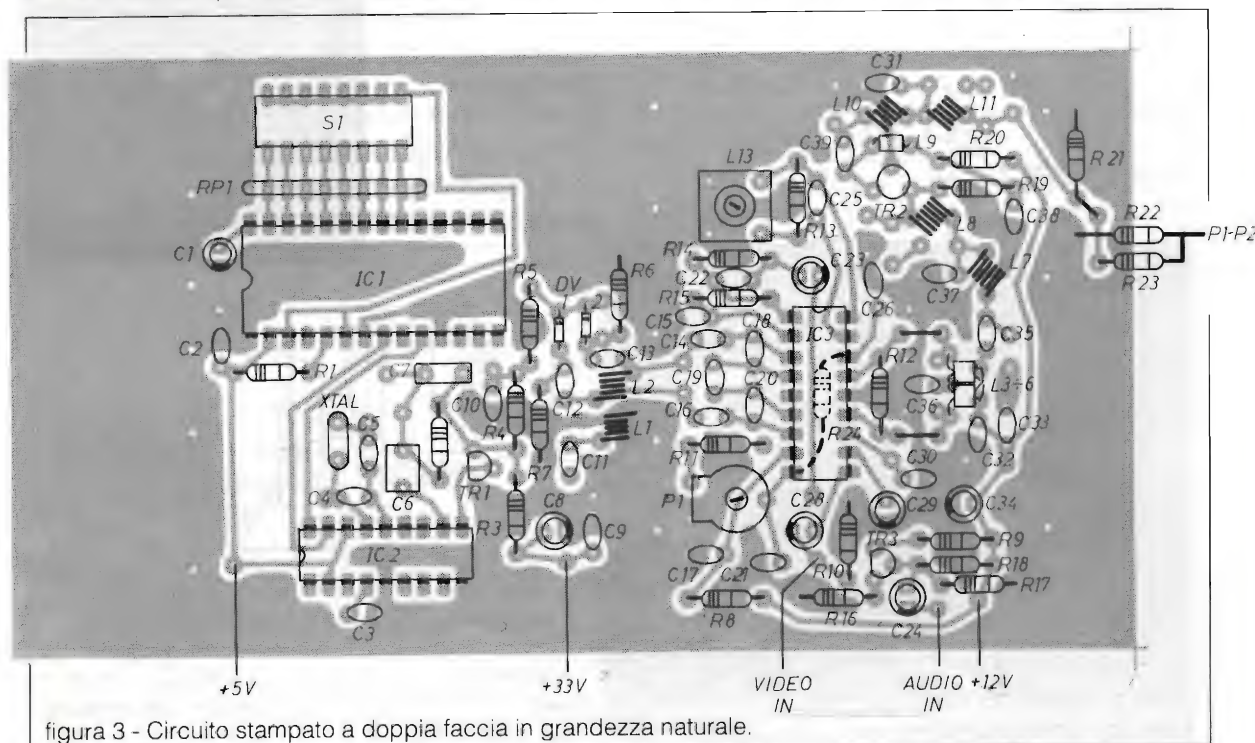 C31
L10
L11
S1
C39
L9
R20
R21
L13
RP1
R19
C25
TR2
L8
C38
R22
P1-P2
R13
C1
R14
C23
L7
R23
IC1
R5
DV
R6
C22
C37
1
2
R15
C26
C15
C18
IC3
C35
C2
C14
C13
R12
R1
C7
L2
C19
C20
L3÷6
XTAL
C10
C12
C36
C5
R4
C16
C33
L1
R24
R7
R11
C32
C11
C30
TR1
C4
C6
P1
C28
C29
C34
R3
C8
TR3
R9
IC2
C9
C17
C21
R10
R18
R17
C3
R8
R16
C24
+5V
+33V
VIDEO IN
AUDIO IN
+12V
figura 3 - Circuito stampato a doppia faccia in grandezza naturale.